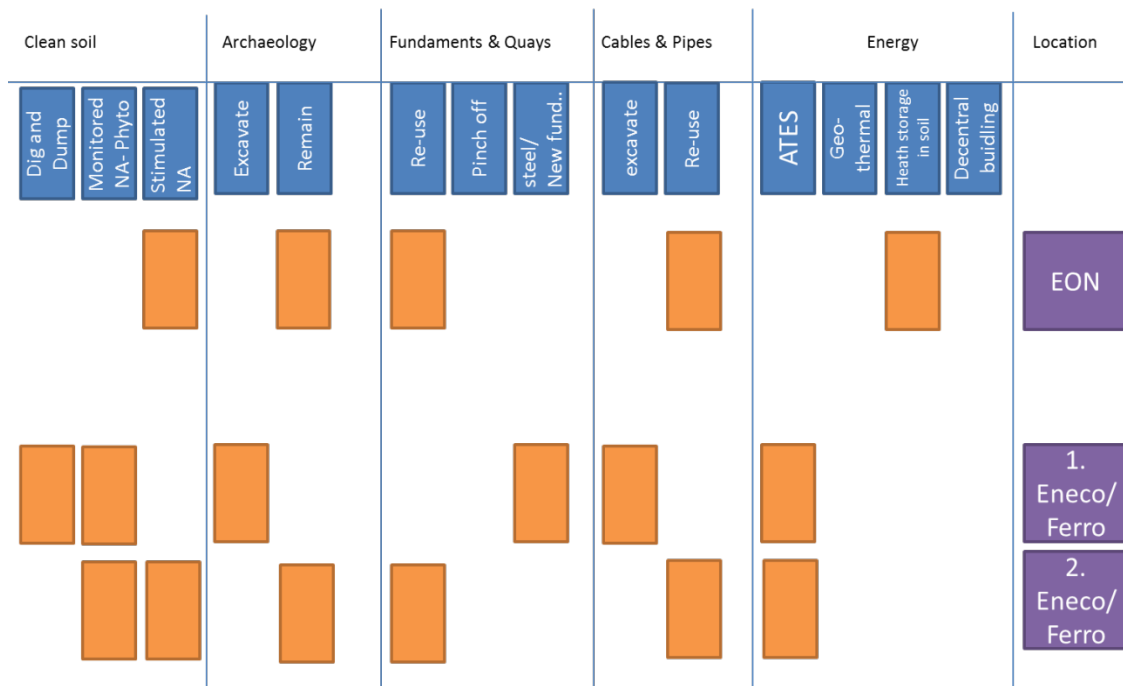 Clean soil
Archaeology
Fundaments & Quays
Cables & Pipes
Energy
Location
Dig and
Dump
Monitored
NA- Phyto
Stimulated
NA
Excavate
Remain
Re-use
Pinch off
steel/
New fund..
excavate
Re-use
ATES
Geo-
thermal
Heath storage
in soil
Decentral
buidling
EON
1.
Eneco/
Ferro
2.
Eneco/
Ferro